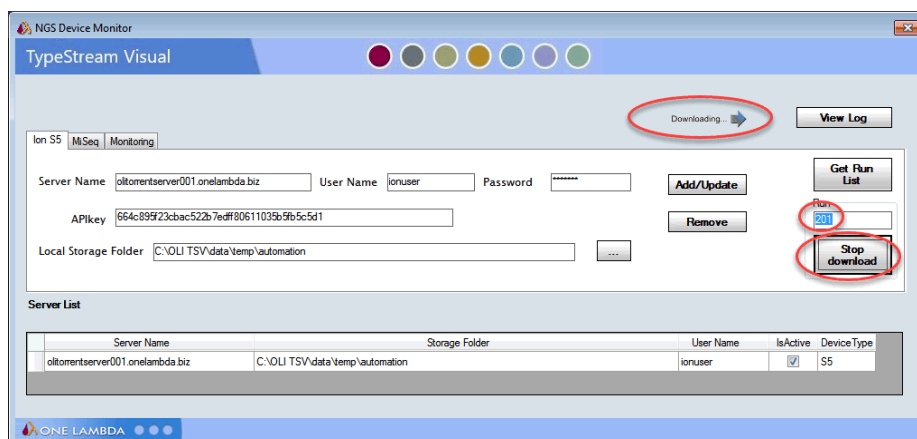 NGS Device Monitor
TypeStream Visual
Downloading...
View Log
Ion S5 MiSeq Monitoring
Server Name olitorrentserver001.onelambda.biz User Name ionuser Password *******
Add/Update
Get Run
List
APIkey 664c895f23cbac522b7edff80611035b5fb5c5d1
Remove
Run
201
Local Storage Folder C:\OLI TSV\data\temp\automation ...
Stop
download
Server List
Server Name Storage Folder User Name IsActive DeviceType
olitorrentserver001.onelambda.biz C:\OLI TSV\data\temp\automation ionuser S5
ONE LAMBDA